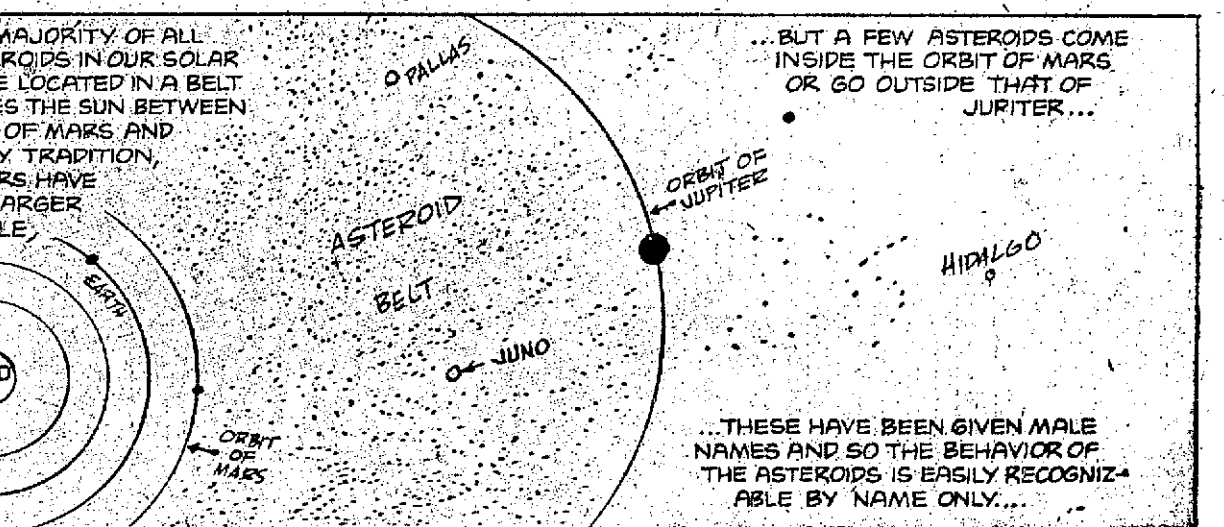 MAJORITY OF ALL
ROIDS IN OUR SOLAR
E LOCATED IN A BELT
ES THE SUN BETWEEN
OF MARS AND
Y TRADITION,
RS HAVE
ARGER
LE,
PALLAS
...BUT A FEW ASTEROIDS COME
INSIDE THE ORBIT OF MARS
OR GO OUTSIDE THAT OF
JUPITER...
ORBIT OF
JUPITER
ASTEROID
BELT
HIDALGO
EARTH
JUNO
ORBIT
OF
MARS
...THESE HAVE BEEN GIVEN MALE
NAMES AND SO THE BEHAVIOR OF
THE ASTEROIDS IS EASILY RECOGNIZ-
ABLE BY NAME ONLY...